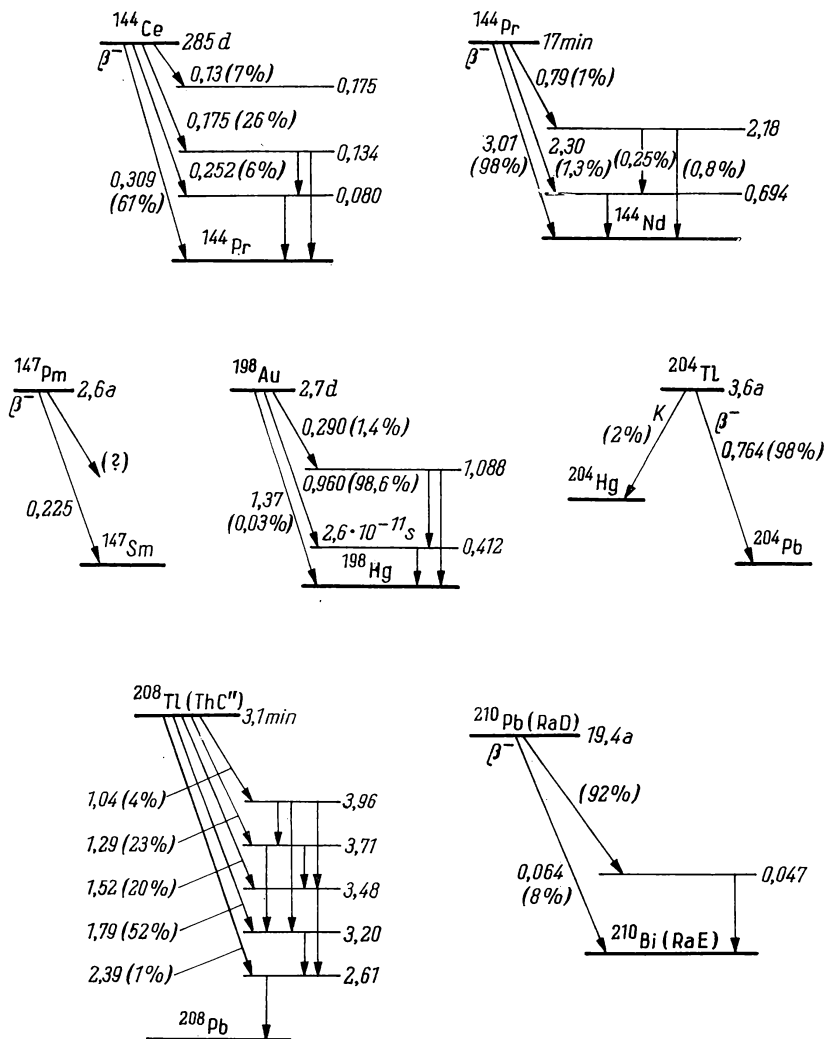 144Ce
β− 285 d
0,13 (7%)
0,175
0,175 (26%)
0,134
0,252 (6%)
0,309
(61%)
0,080
144Pr
144Pr
β− 17min
0,79 (1%)
2,18
3,01
(98%)
2,30
(1,3%)
(0,25%)
(0,8%)
0,694
144Nd
147Pm
β− 2,6a
(?)
0,225
147Sm
198Au
2,7d
0,290 (1,4%)
1,088
0,960 (98,6%)
1,37
(0,03%)
2,6·10−11s
0,412
198Hg
204Tl
3,6a
K
(2%)
β−
0,764 (98%)
204Hg
204Pb
208Tl (ThC")
3,1min
1,04 (4%)
3,96
1,29 (23%)
3,71
1,52 (20%)
3,48
1,79 (52%)
3,20
2,39 (1%)
2,61
208Pb
210Pb (RaD)
β− 19,4a
(92%)
0,064
(8%)
0,047
210Bi (RaE)